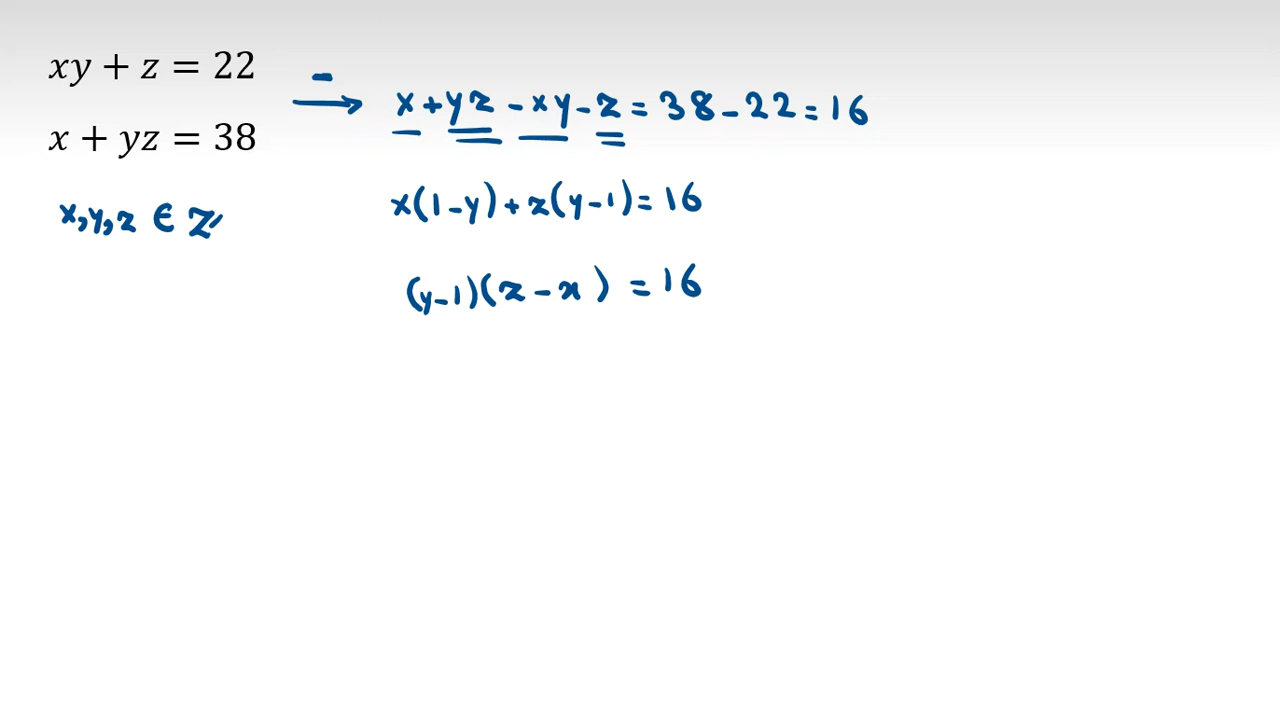 xy + z = 22
x + yz = 38
x,y,z ∈ ℤ
-
→ x + yz - xy - z = 38 - 22 = 16
x(1-y) + z(y-1) = 16
(y-1)(z-x) = 16